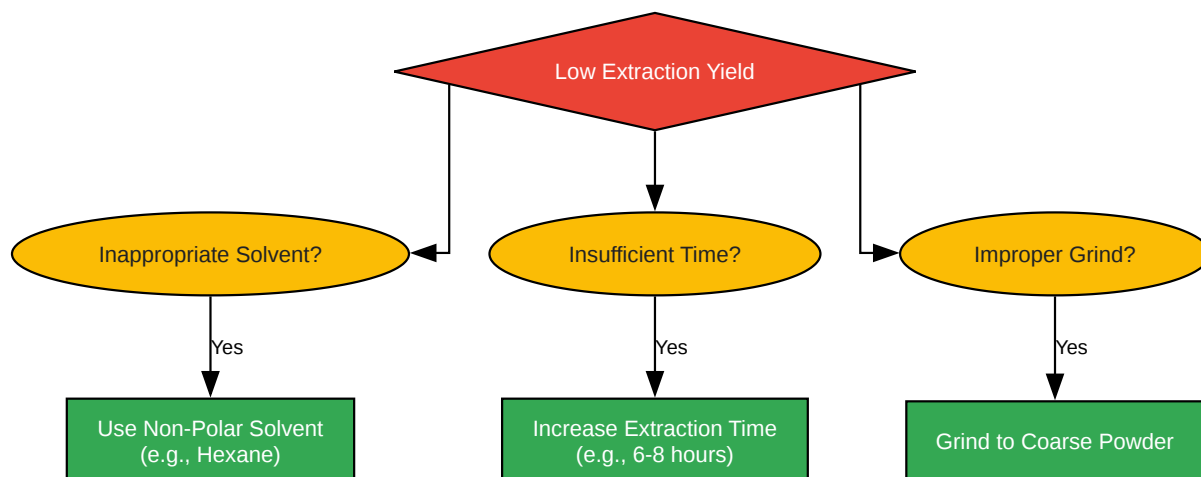 Low Extraction Yield
Inappropriate Solvent?
Insufficient Time?
Improper Grind?
Yes
Yes
Yes
Use Non-Polar Solvent
(e.g., Hexane)
Increase Extraction Time
(e.g., 6-8 hours)
Grind to Coarse Powder